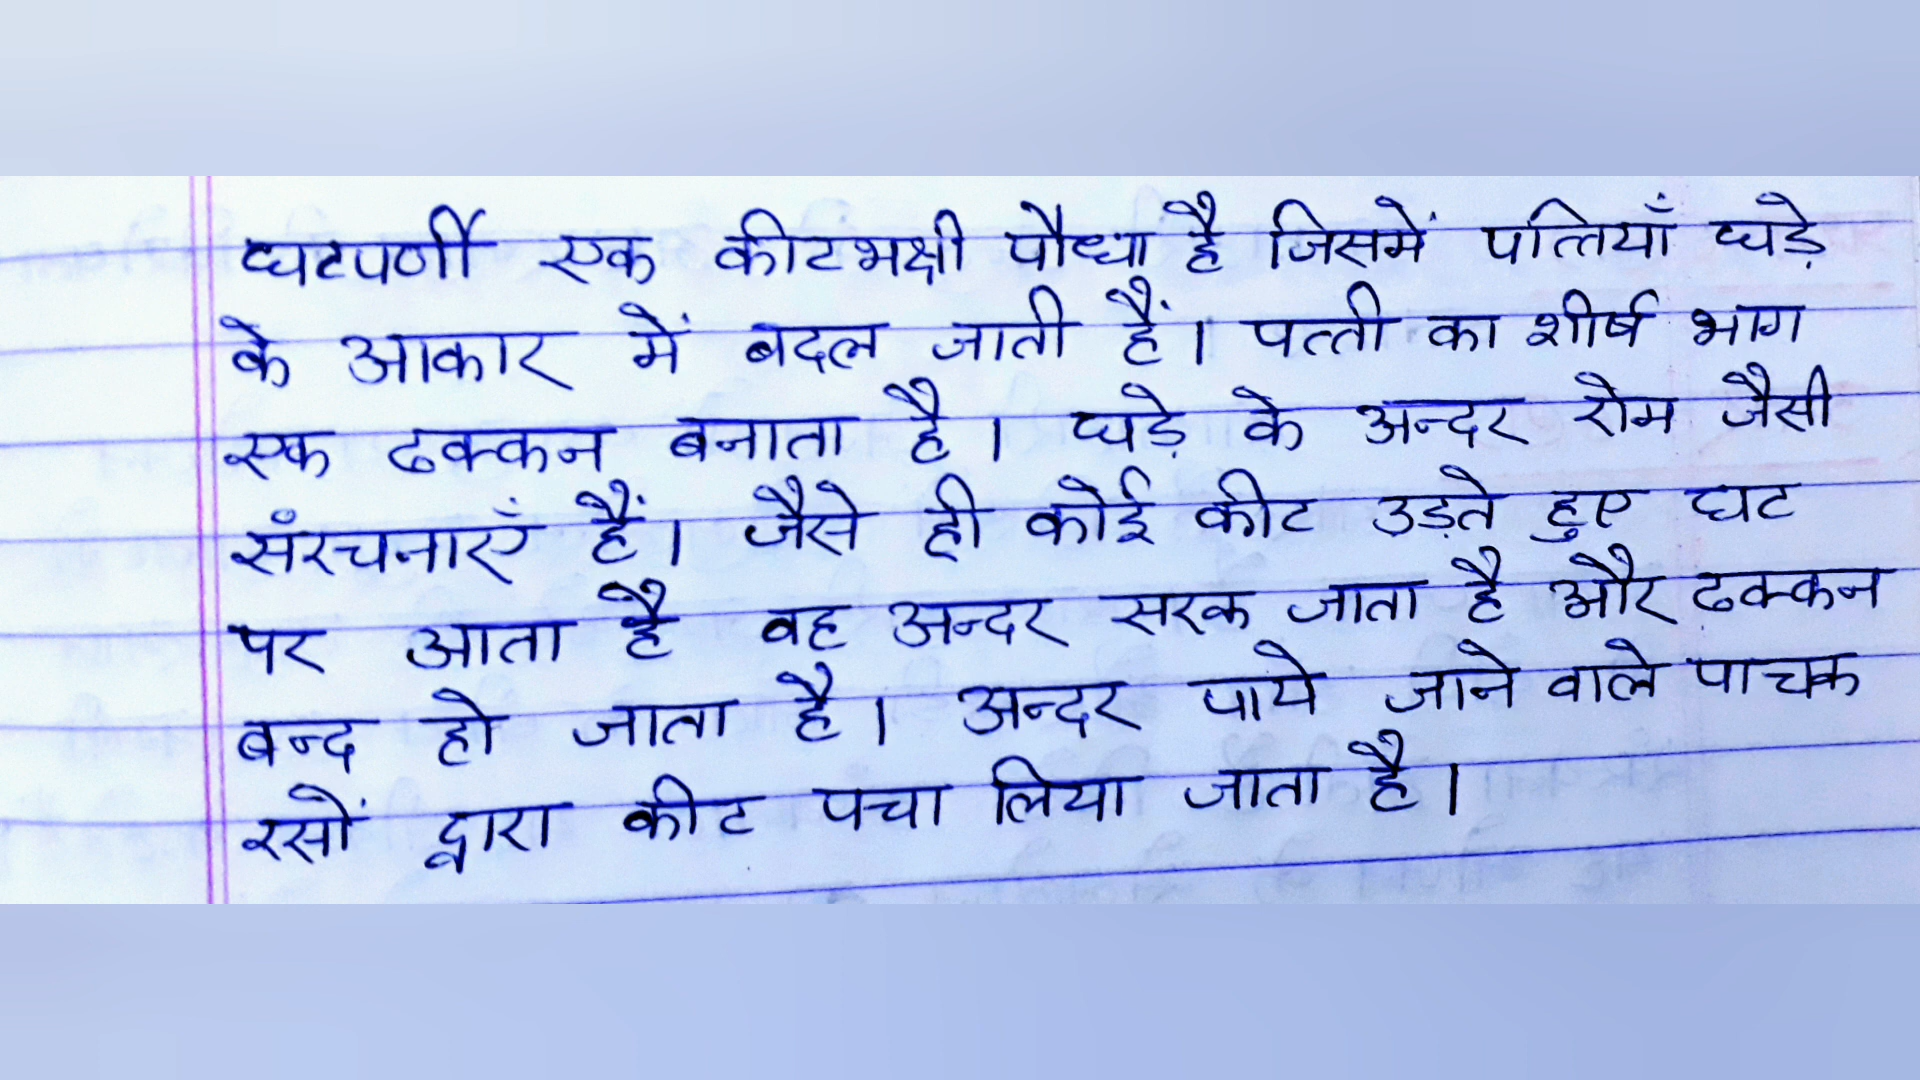 घटपर्णी एक कीटभक्षी पौधा है जिसमें पत्तियाँ घड़े
के आकार में बदल जाती हैं। पत्ती का शीर्ष भाग
एक ढक्कन बनाता है। घड़े के अन्दर रोम जैसी
संरचनाएँ हैं। जैसे ही कोई कीट उड़ते हुए घट
पर आता है वह अन्दर सरक जाता है और ढक्कन
बन्द हो जाता है। अन्दर पाये जाने वाले पाचक
रसों द्वारा कीट पचा लिया जाता है।